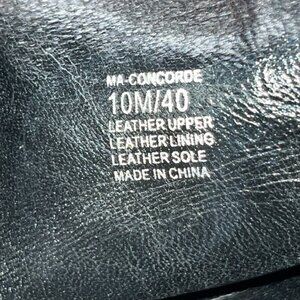 MA-CONCORDE
10M/40
LEATHER UPPER
LEATHER LINING
LEATHER SOLE
MADE IN CHINA